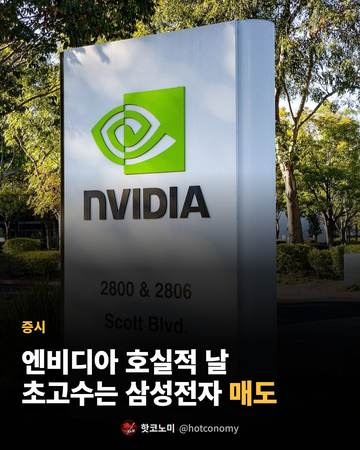 NVIDIA
2800 & 2806
Scott Blvd.
증시
엔비디아 호실적 날
초고수는 삼성전자 매도
핫코노미 @hotconomy